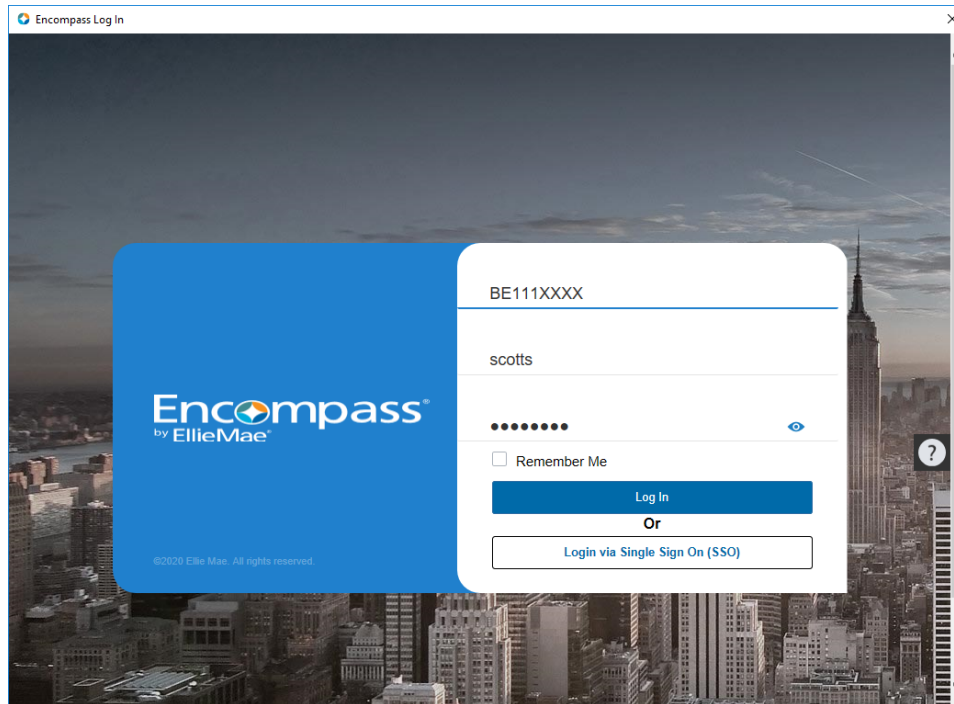 Encompass Log In
BE111XXXX
scotts
Encompass®
by EllieMae®
©2020 Ellie Mae. All rights reserved.
••••••••
Remember Me
Log In
Or
Login via Single Sign On (SSO)
?